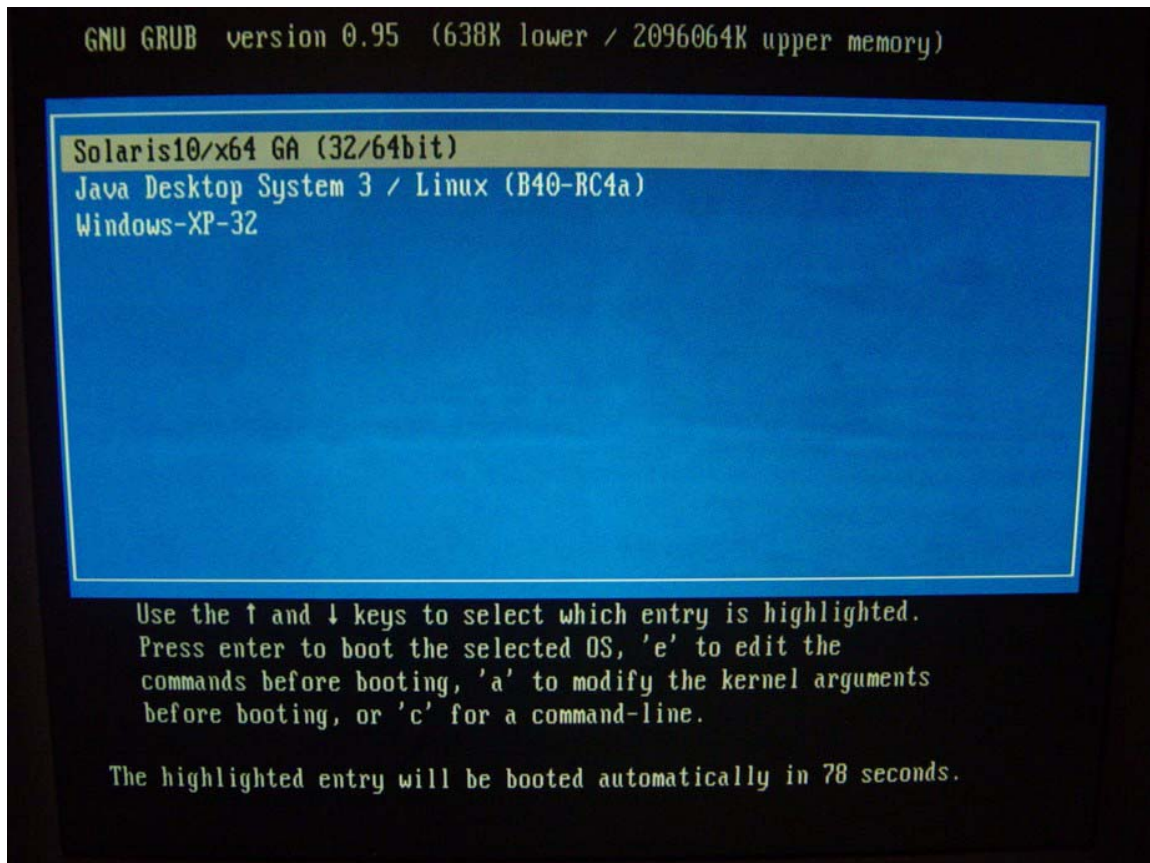 GNU GRUB version 0.95 (638K lower / 2096064K upper memory)
Solaris10/x64 GA (32/64bit)
Java Desktop System 3 / Linux (B40-RC4a)
Windows-XP-32
Use the ↑ and ↓ keys to select which entry is highlighted.
Press enter to boot the selected OS, 'e' to edit the
commands before booting, 'a' to modify the kernel arguments
before booting, or 'c' for a command-line.
The highlighted entry will be booted automatically in 78 seconds.